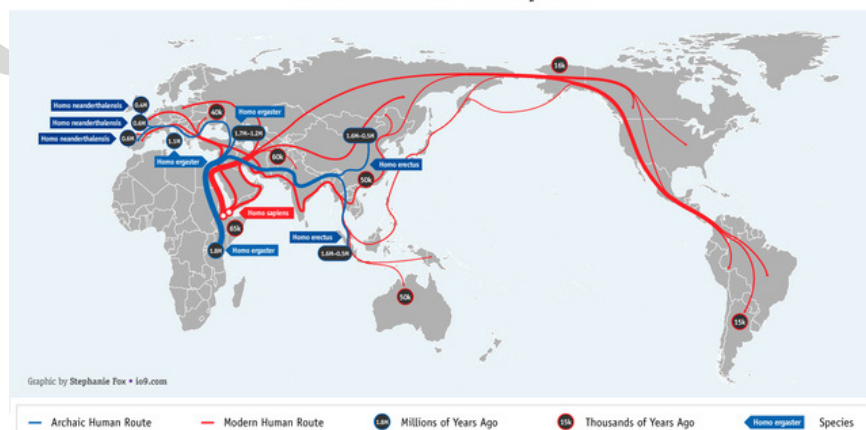 16k
Homo neanderthalensis
0.4M
40k
Homo ergaster
Homo neanderthalensis
0.6M
1.7M–1.2M
1.6M–0.5M
Homo neanderthalensis
0.6M
1.5M
Homo ergaster
60k
Homo erectus
50k
Homo sapiens
65k
Homo erectus
1.8M
Homo ergaster
1.6M–0.5M
50k
15k
Graphic by Stephanie Fox • io9.com
Archaic Human Route
Modern Human Route
1.8M Millions of Years Ago
15k Thousands of Years Ago
Homo ergaster Species